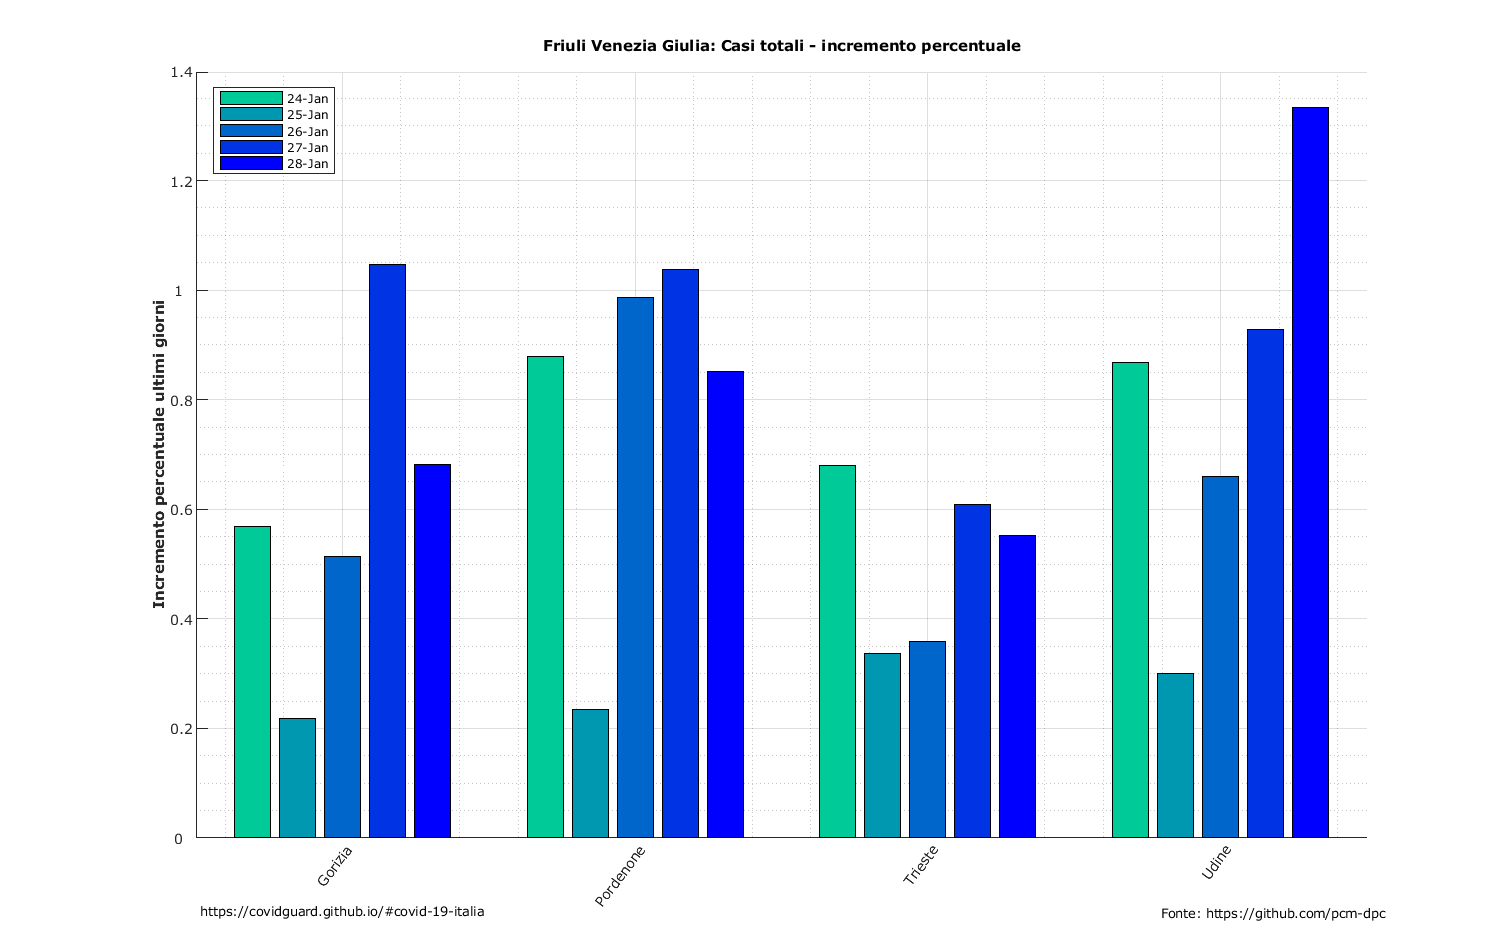 Friuli Venezia Giulia: Casi totali - incremento percentuale
24-Jan
25-Jan
26-Jan
27-Jan
28-Jan
Incremento percentuale ultimi giorni
1.4
1.2
1
0.8
0.6
0.4
0.2
0
Gorizia
Pordenone
Trieste
Udine
https://covidguard.github.io/#covid-19-italia
Fonte: https://github.com/pcm-dpc